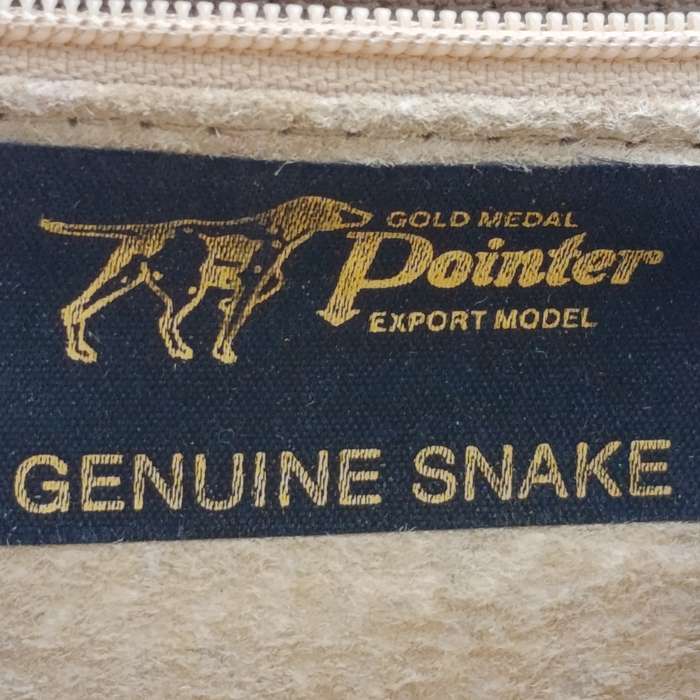 GOLD MEDAL
Pointer
EXPORT MODEL
GENUINE SNAKE